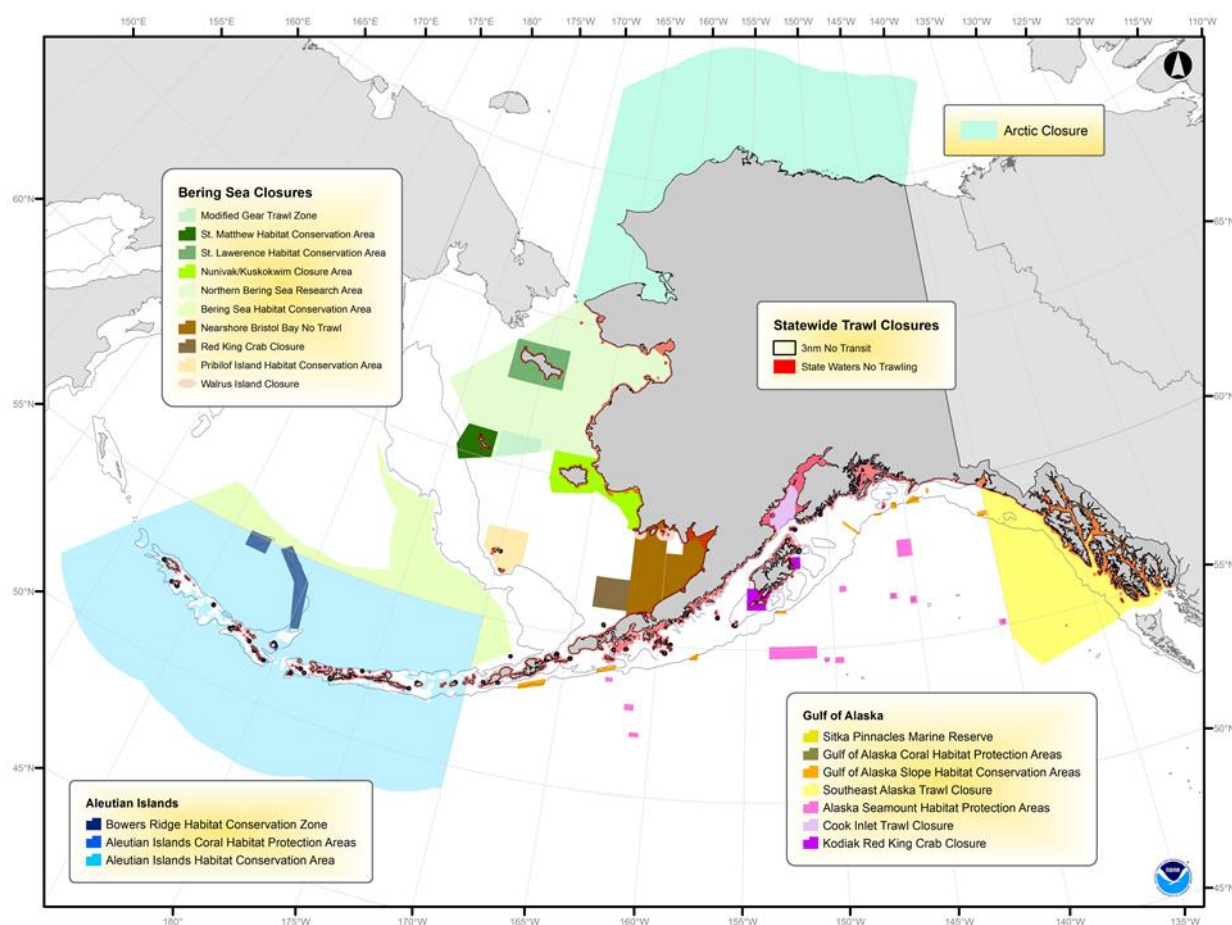 170°E
160°E
165°E
170°E
175°E
180°
175°W
170°W
165°W
160°W
155°W
150°W
145°W
140°W
135°W
130°W
125°W
120°W
115°W
110°W
Arctic Closure
Bering Sea Closures
Modified Gear Trawl Zone
St. Matthew Habitat Conservation Area
St. Lawerence Habitat Conservation Area
Nunivak/Kuskokwim Closure Area
Northern Bering Sea Research Area
Bering Sea Habitat Conservation Area
Nearshore Bristol Bay No Trawl
Red King Crab Closure
Pribilof Island Habitat Conservation Area
Walrus Island Closure
60°N
55°N
50°N
45°N
65°N
60°N
55°N
50°N
45°N
Statewide Trawl Closures
3nm No Transit
State Waters No Trawling
Gulf of Alaska
Sitka Pinnacles Marine Reserve
Gulf of Alaska Coral Habitat Protection Areas
Gulf of Alaska Slope Habitat Conservation Areas
Southeast Alaska Trawl Closure
Alaska Seamount Habitat Protection Areas
Cook Inlet Trawl Closure
Kodiak Red King Crab Closure
Aleutian Islands
Bowers Ridge Habitat Conservation Zone
Aleutian Islands Coral Habitat Protection Areas
Aleutian Islands Habitat Conservation Area
NOAA
180°
175°W
170°W
165°W
160°W
155°W
150°W
145°W
140°W
135°W